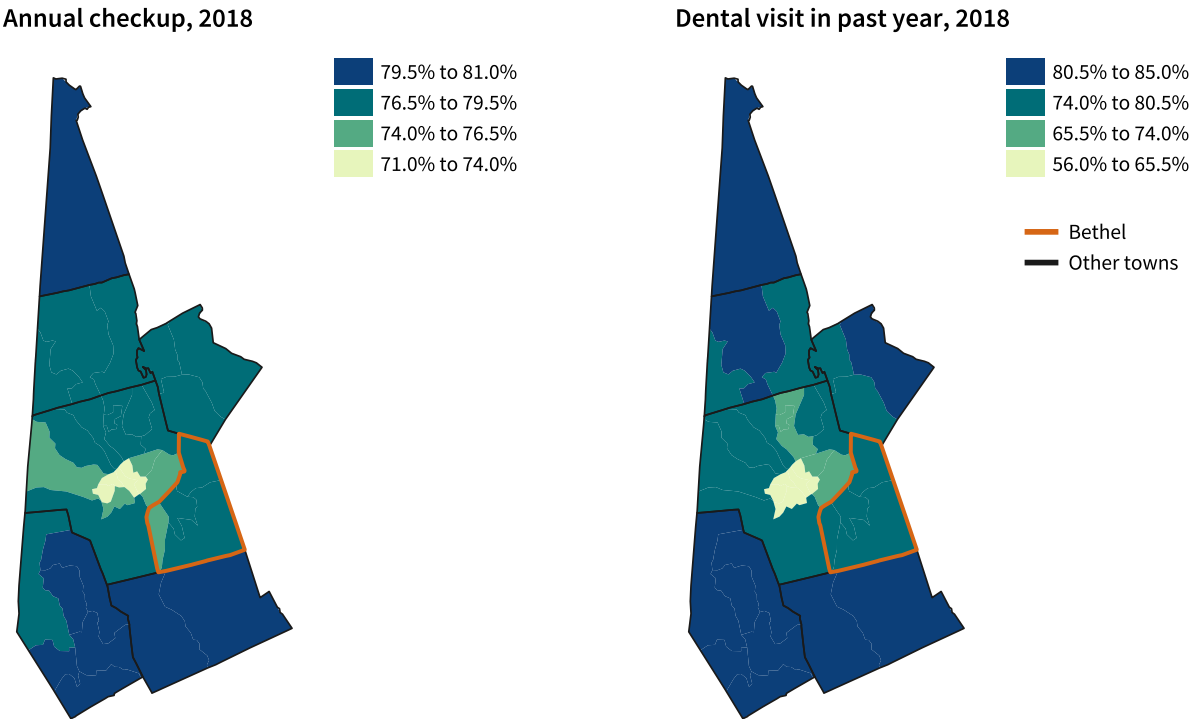 Annual checkup, 2018
79.5% to 81.0%
76.5% to 79.5%
74.0% to 76.5%
71.0% to 74.0%
Dental visit in past year, 2018
80.5% to 85.0%
74.0% to 80.5%
65.5% to 74.0%
56.0% to 65.5%
Bethel
Other towns